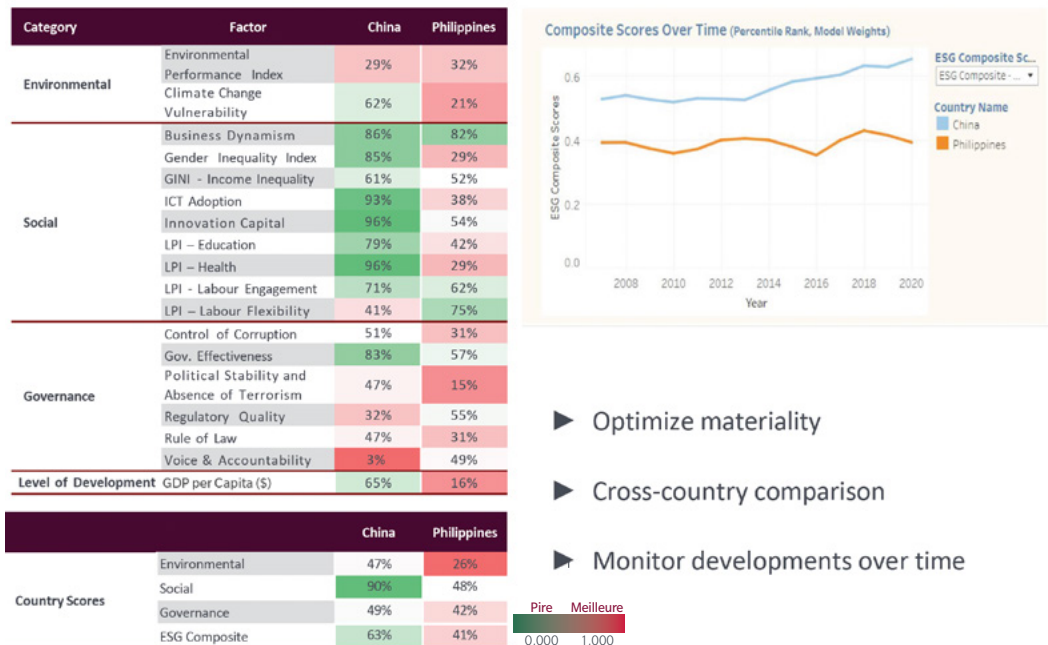 Category Factor China Philippines
Environmental
Environmental
Performance Index
29% 32%
Climate Change
Vulnerability
62% 21%
Social
Business Dynamism 86% 82%
Gender Inequality Index 85% 29%
GINI - Income Inequality 61% 52%
ICT Adoption 93% 38%
Innovation Capital 96% 54%
LPI – Education 79% 42%
LPI – Health 96% 29%
LPI - Labour Engagement 71% 62%
LPI – Labour Flexibility 41% 75%
Governance
Control of Corruption 51% 31%
Gov. Effectiveness 83% 57%
Political Stability and
Absence of Terrorism
47% 15%
Regulatory Quality 32% 55%
Rule of Law 47% 31%
Voice & Accountability 3% 49%
Level of Development GDP per Capita ($) 65% 16%
China Philippines
Country Scores
Environmental 47% 26%
Social 90% 48%
Governance 49% 42%
ESG Composite 63% 41%
Composite Scores Over Time (Percentile Rank, Model Weights)
ESG Composite Scores
0.6
0.4
0.2
0.0
2008 2010 2012 2014 2016 2018 2020
Year
ESG Composite Sc...
ESG Composite -...
Country Name
China
Philippines
► Optimize materiality
► Cross-country comparison
► Monitor developments over time
Pire Meilleure
0.000 1.000